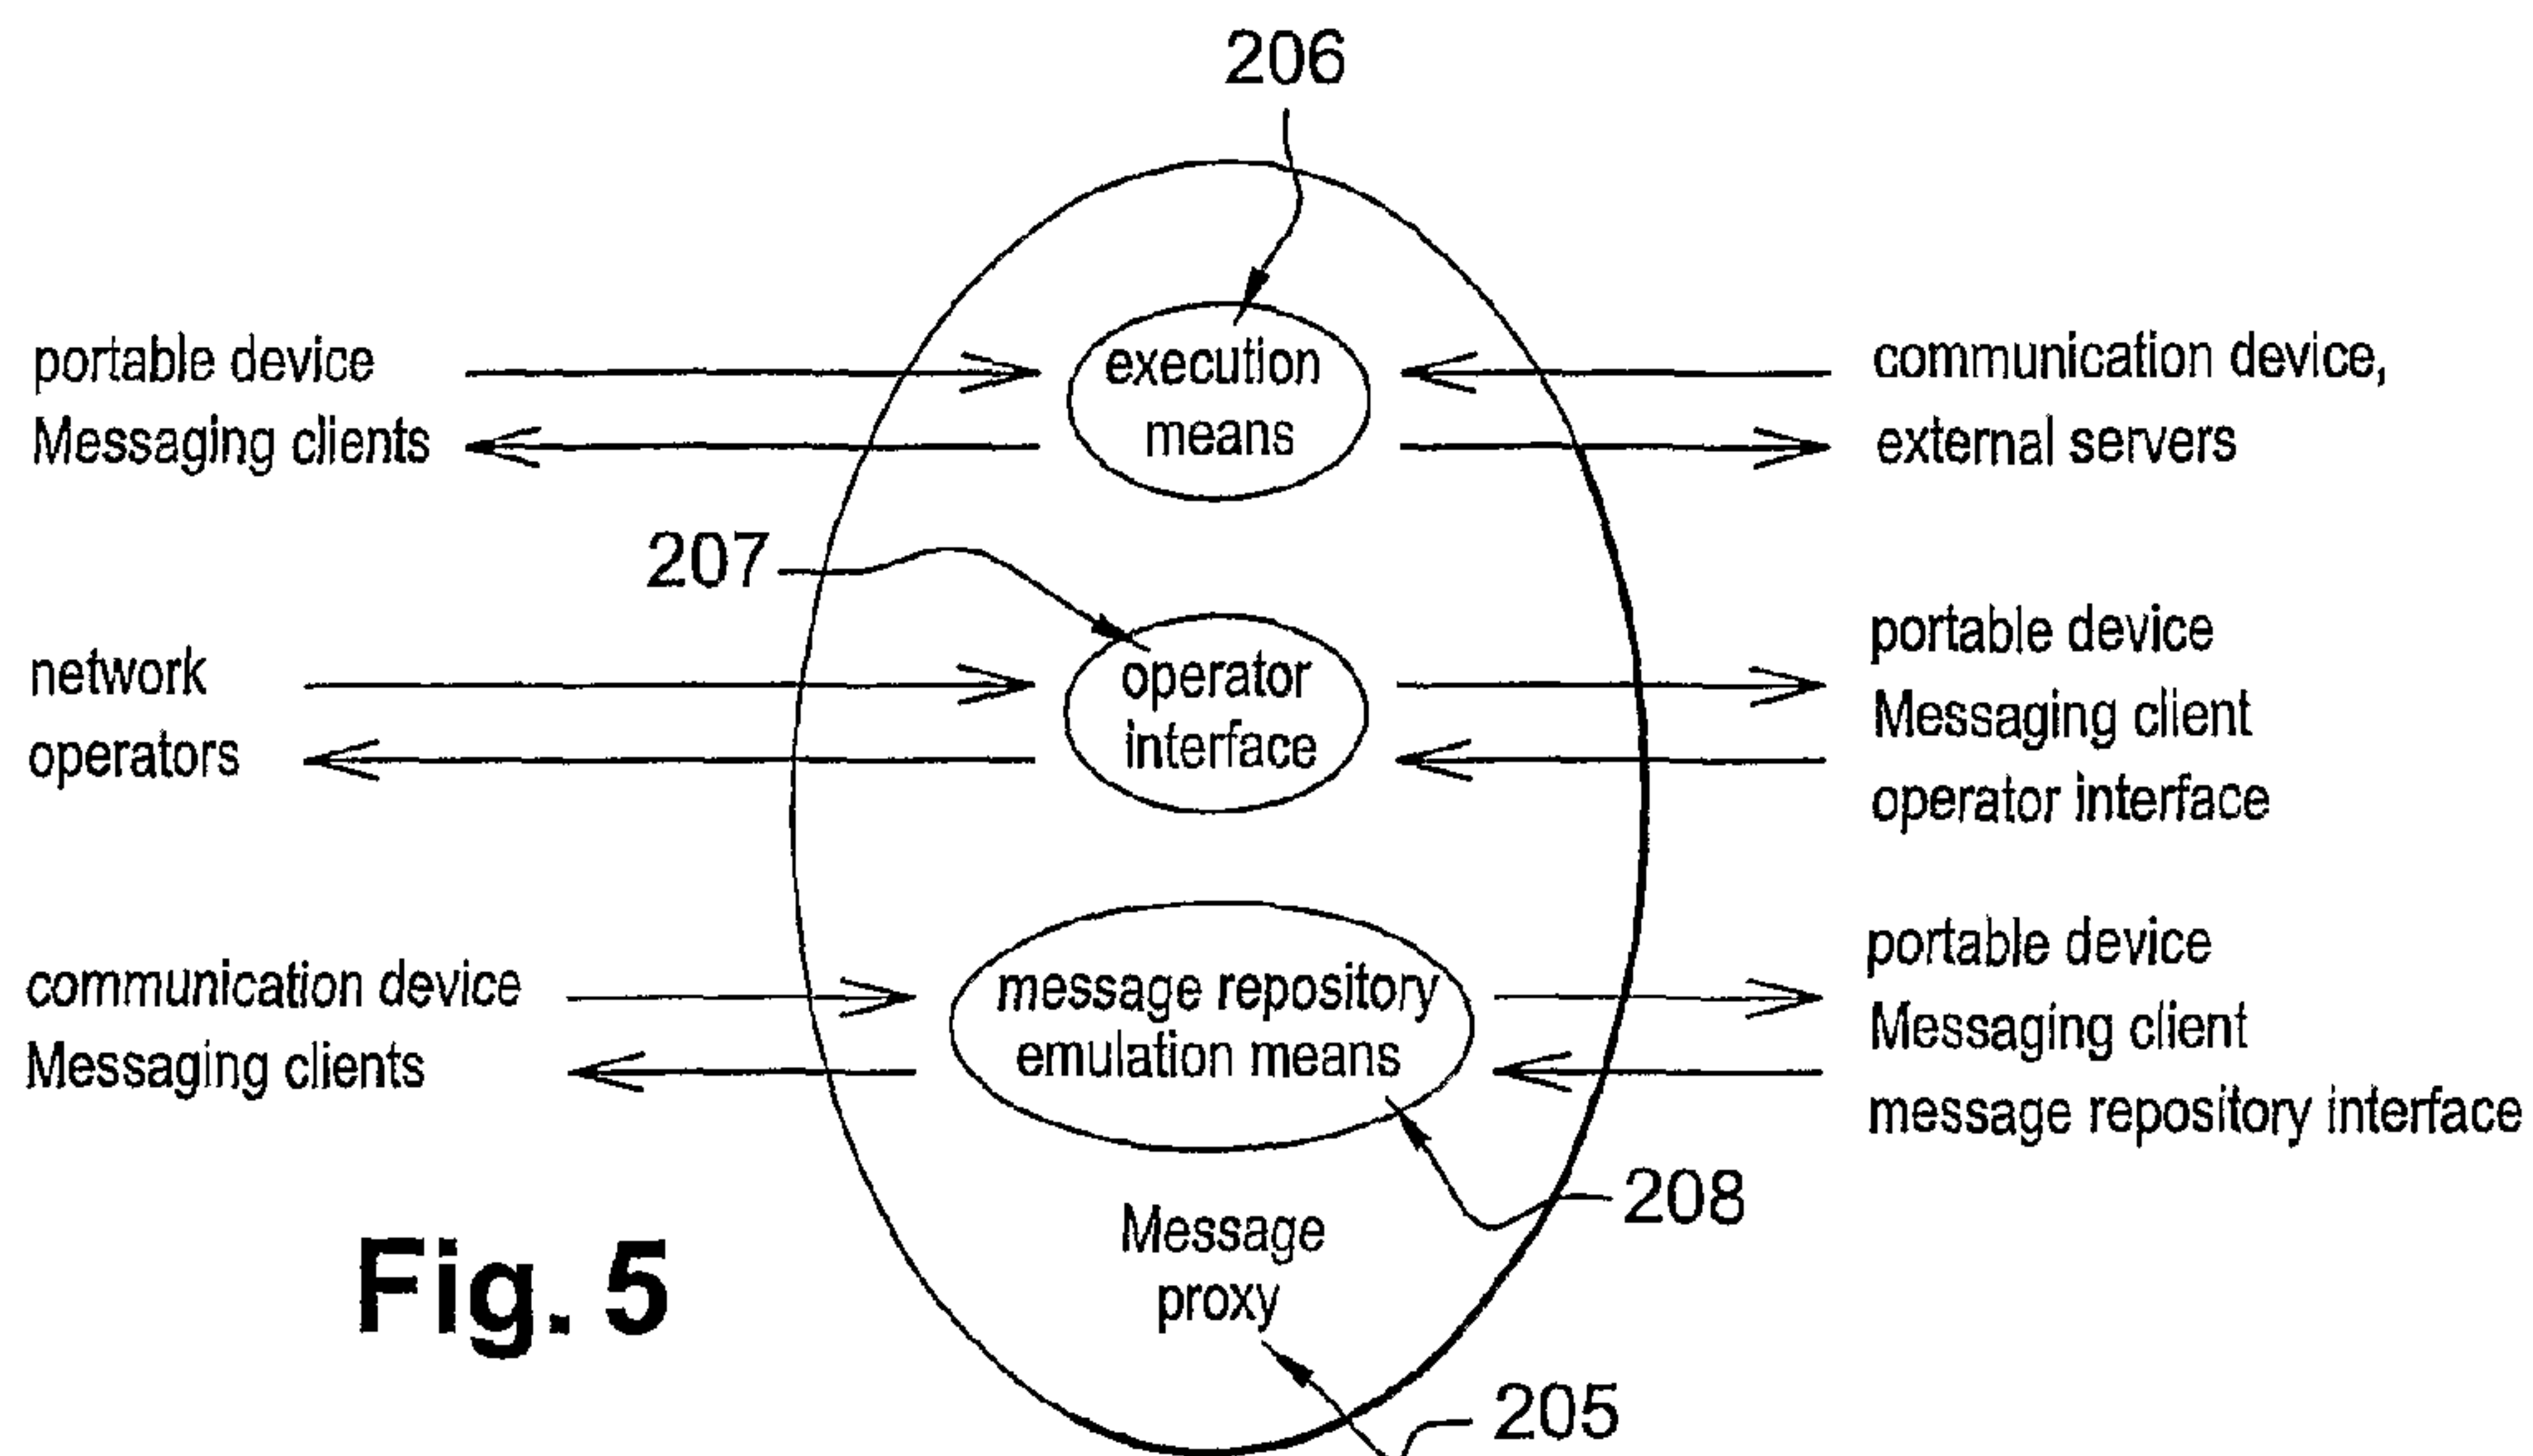 206
portable device
Messaging clients
execution
means
communication device,
external servers
207
network
operators
operator
interface
portable device
Messaging client
operator interface
communication device
Messaging clients
message repository
emulation means
portable device
Messaging client
message repository interface
208
Message
proxy
205
Fig. 5